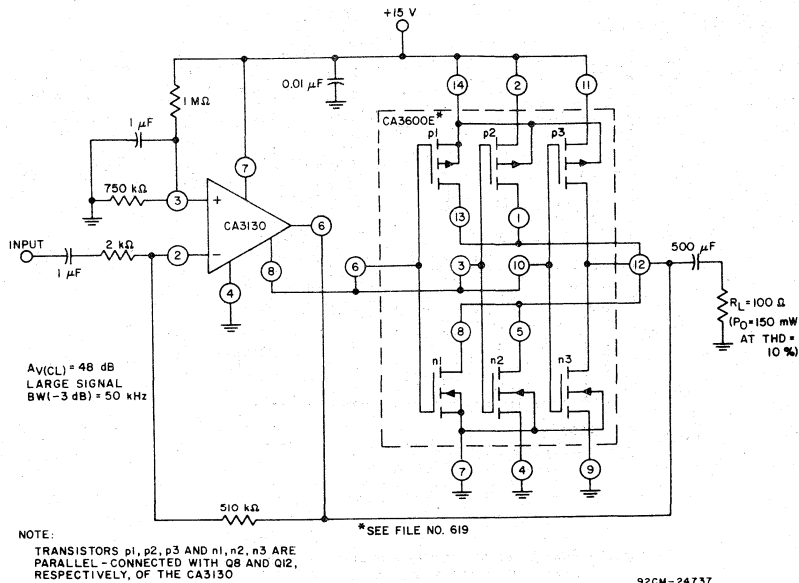 +15 V
0.01 μF
14
2
11
1 MΩ
CA3600E*
p1
p2
p3
1 μF
7
750 kΩ
3
+
CA3130
6
13
1
INPUT
2 kΩ
2
−
500 μF
1 μF
8
6
3
10
12
4
RL=100 Ω
(PO=150 mW
AT THD =
10 %)
8
5
AV(CL) = 48 dB
LARGE SIGNAL
BW(-3 dB) = 50 kHz
n1
n2
n3
7
4
9
510 kΩ
*SEE FILE NO. 619
NOTE:
TRANSISTORS p1, p2, p3 AND n1, n2, n3 ARE
PARALLEL-CONNECTED WITH Q8 AND Q12,
RESPECTIVELY, OF THE CA3130
92CM-24737